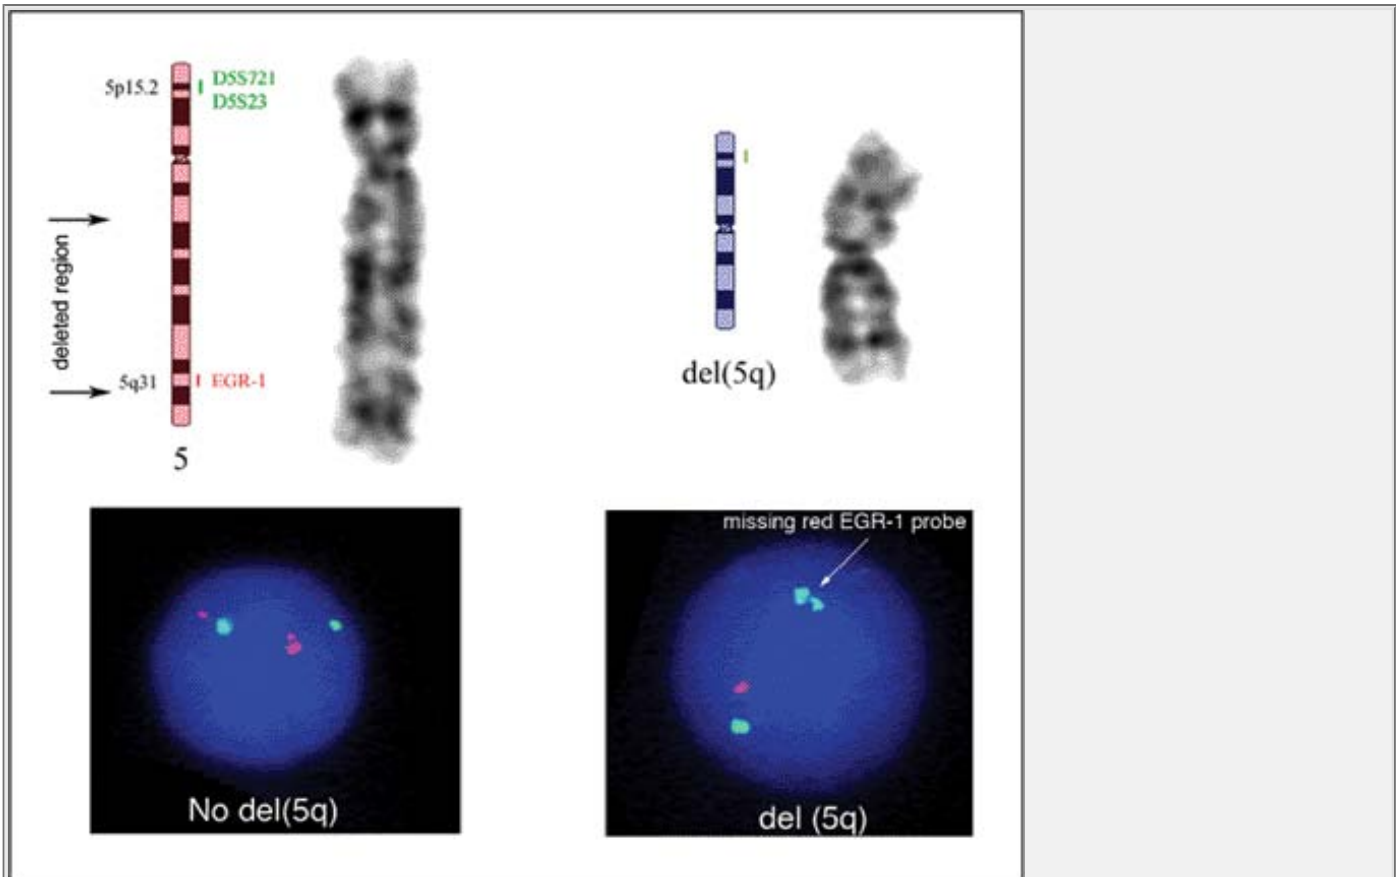 5p15.2
D5S721
D5S23
deleted region
5q31
EGR-1
5
del(5q)
No del(5q)
missing red EGR-1 probe
del (5q)